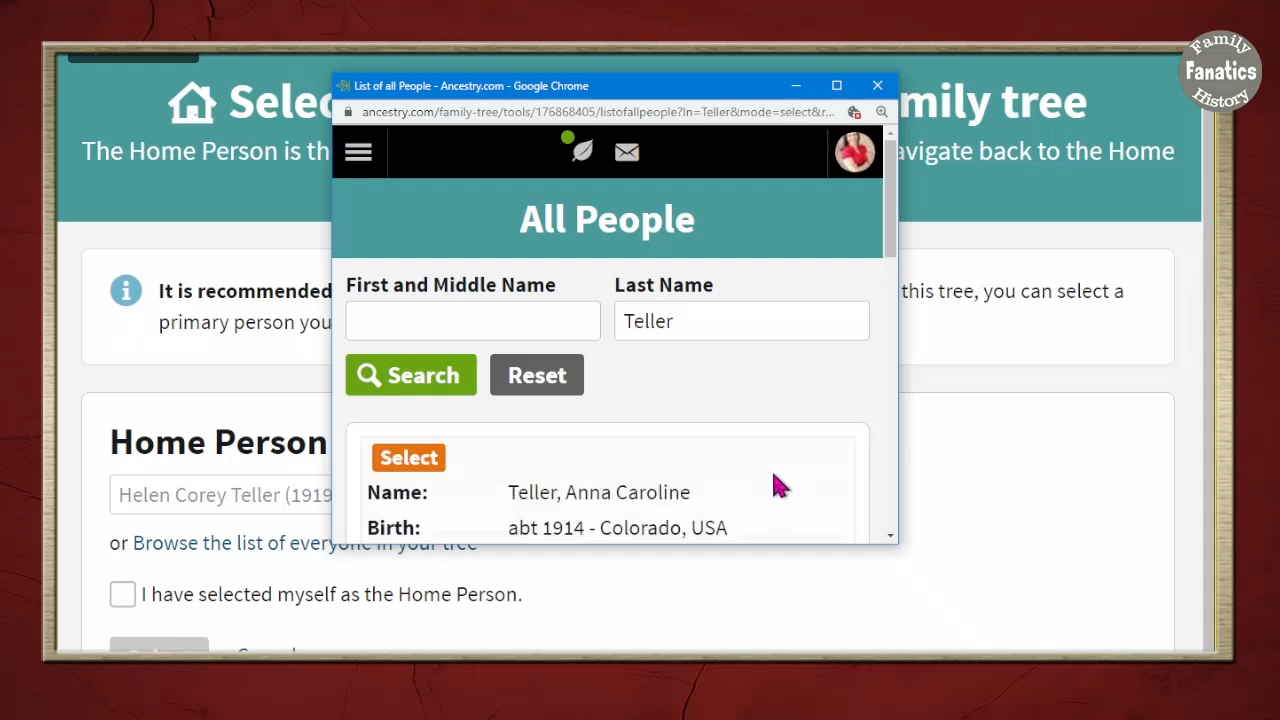 Family
Fanatics
History
Selec
mily tree
The Home Person is th
avigate back to the Home
List of all People - Ancestry.com - Google Chrome
ancestry.com/family-tree/tools/176868405/listofallpeople?ln=Teller&mode=select&r...
All People
First and Middle Name
Last Name
Teller
Search
Reset
It is recommended
this tree, you can select a
primary person you
Select
Name: Teller, Anna Caroline
Birth: abt 1914 - Colorado, USA
Home Person
Helen Corey Teller (1919
or Browse the list of everyone in your tree
I have selected myself as the Home Person.